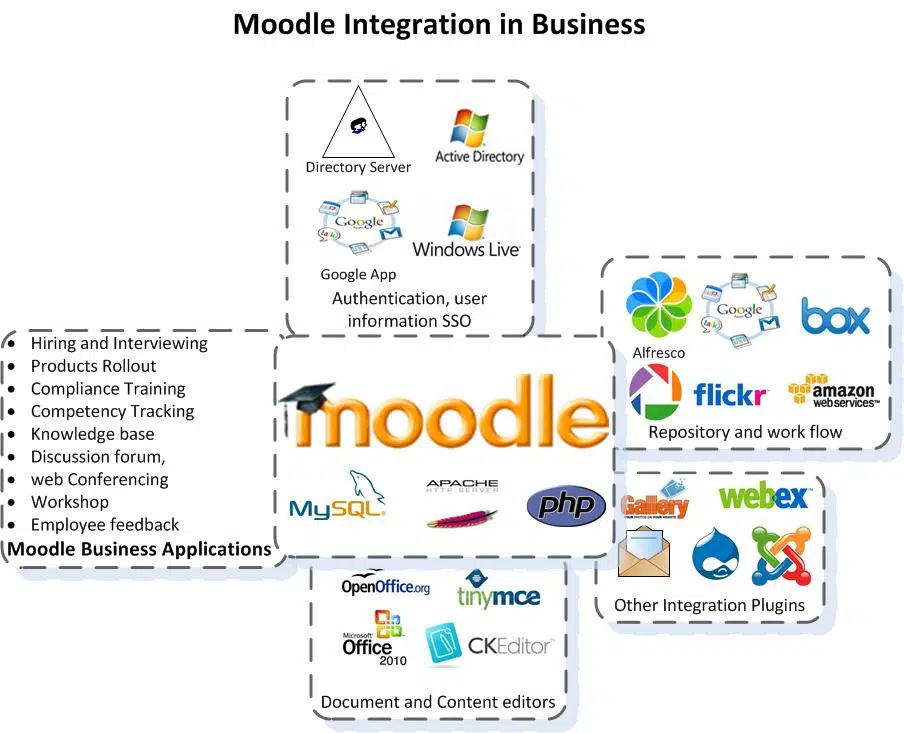 Moodle Integration in Business
Directory Server
Active Directory
Google
talk
Google App
Windows Live
Authentication, user
information SSO
Google
talk
box
Alfresco
flickr
amazon
webservices™
Repository and work flow
• Hiring and Interviewing
• Products Rollout
• Compliance Training
• Competency Tracking
• Knowledge base
• Discussion forum,
• web Conferencing
• Workshop
• Employee feedback
Moodle Business Applications
moodle
MySQL
APACHE
HTTP SERVER
php
Gallery
webex
Other Integration Plugins
OpenOffice.org
tinymce
Microsoft
Office
2010
CKEditor
Document and Content editors